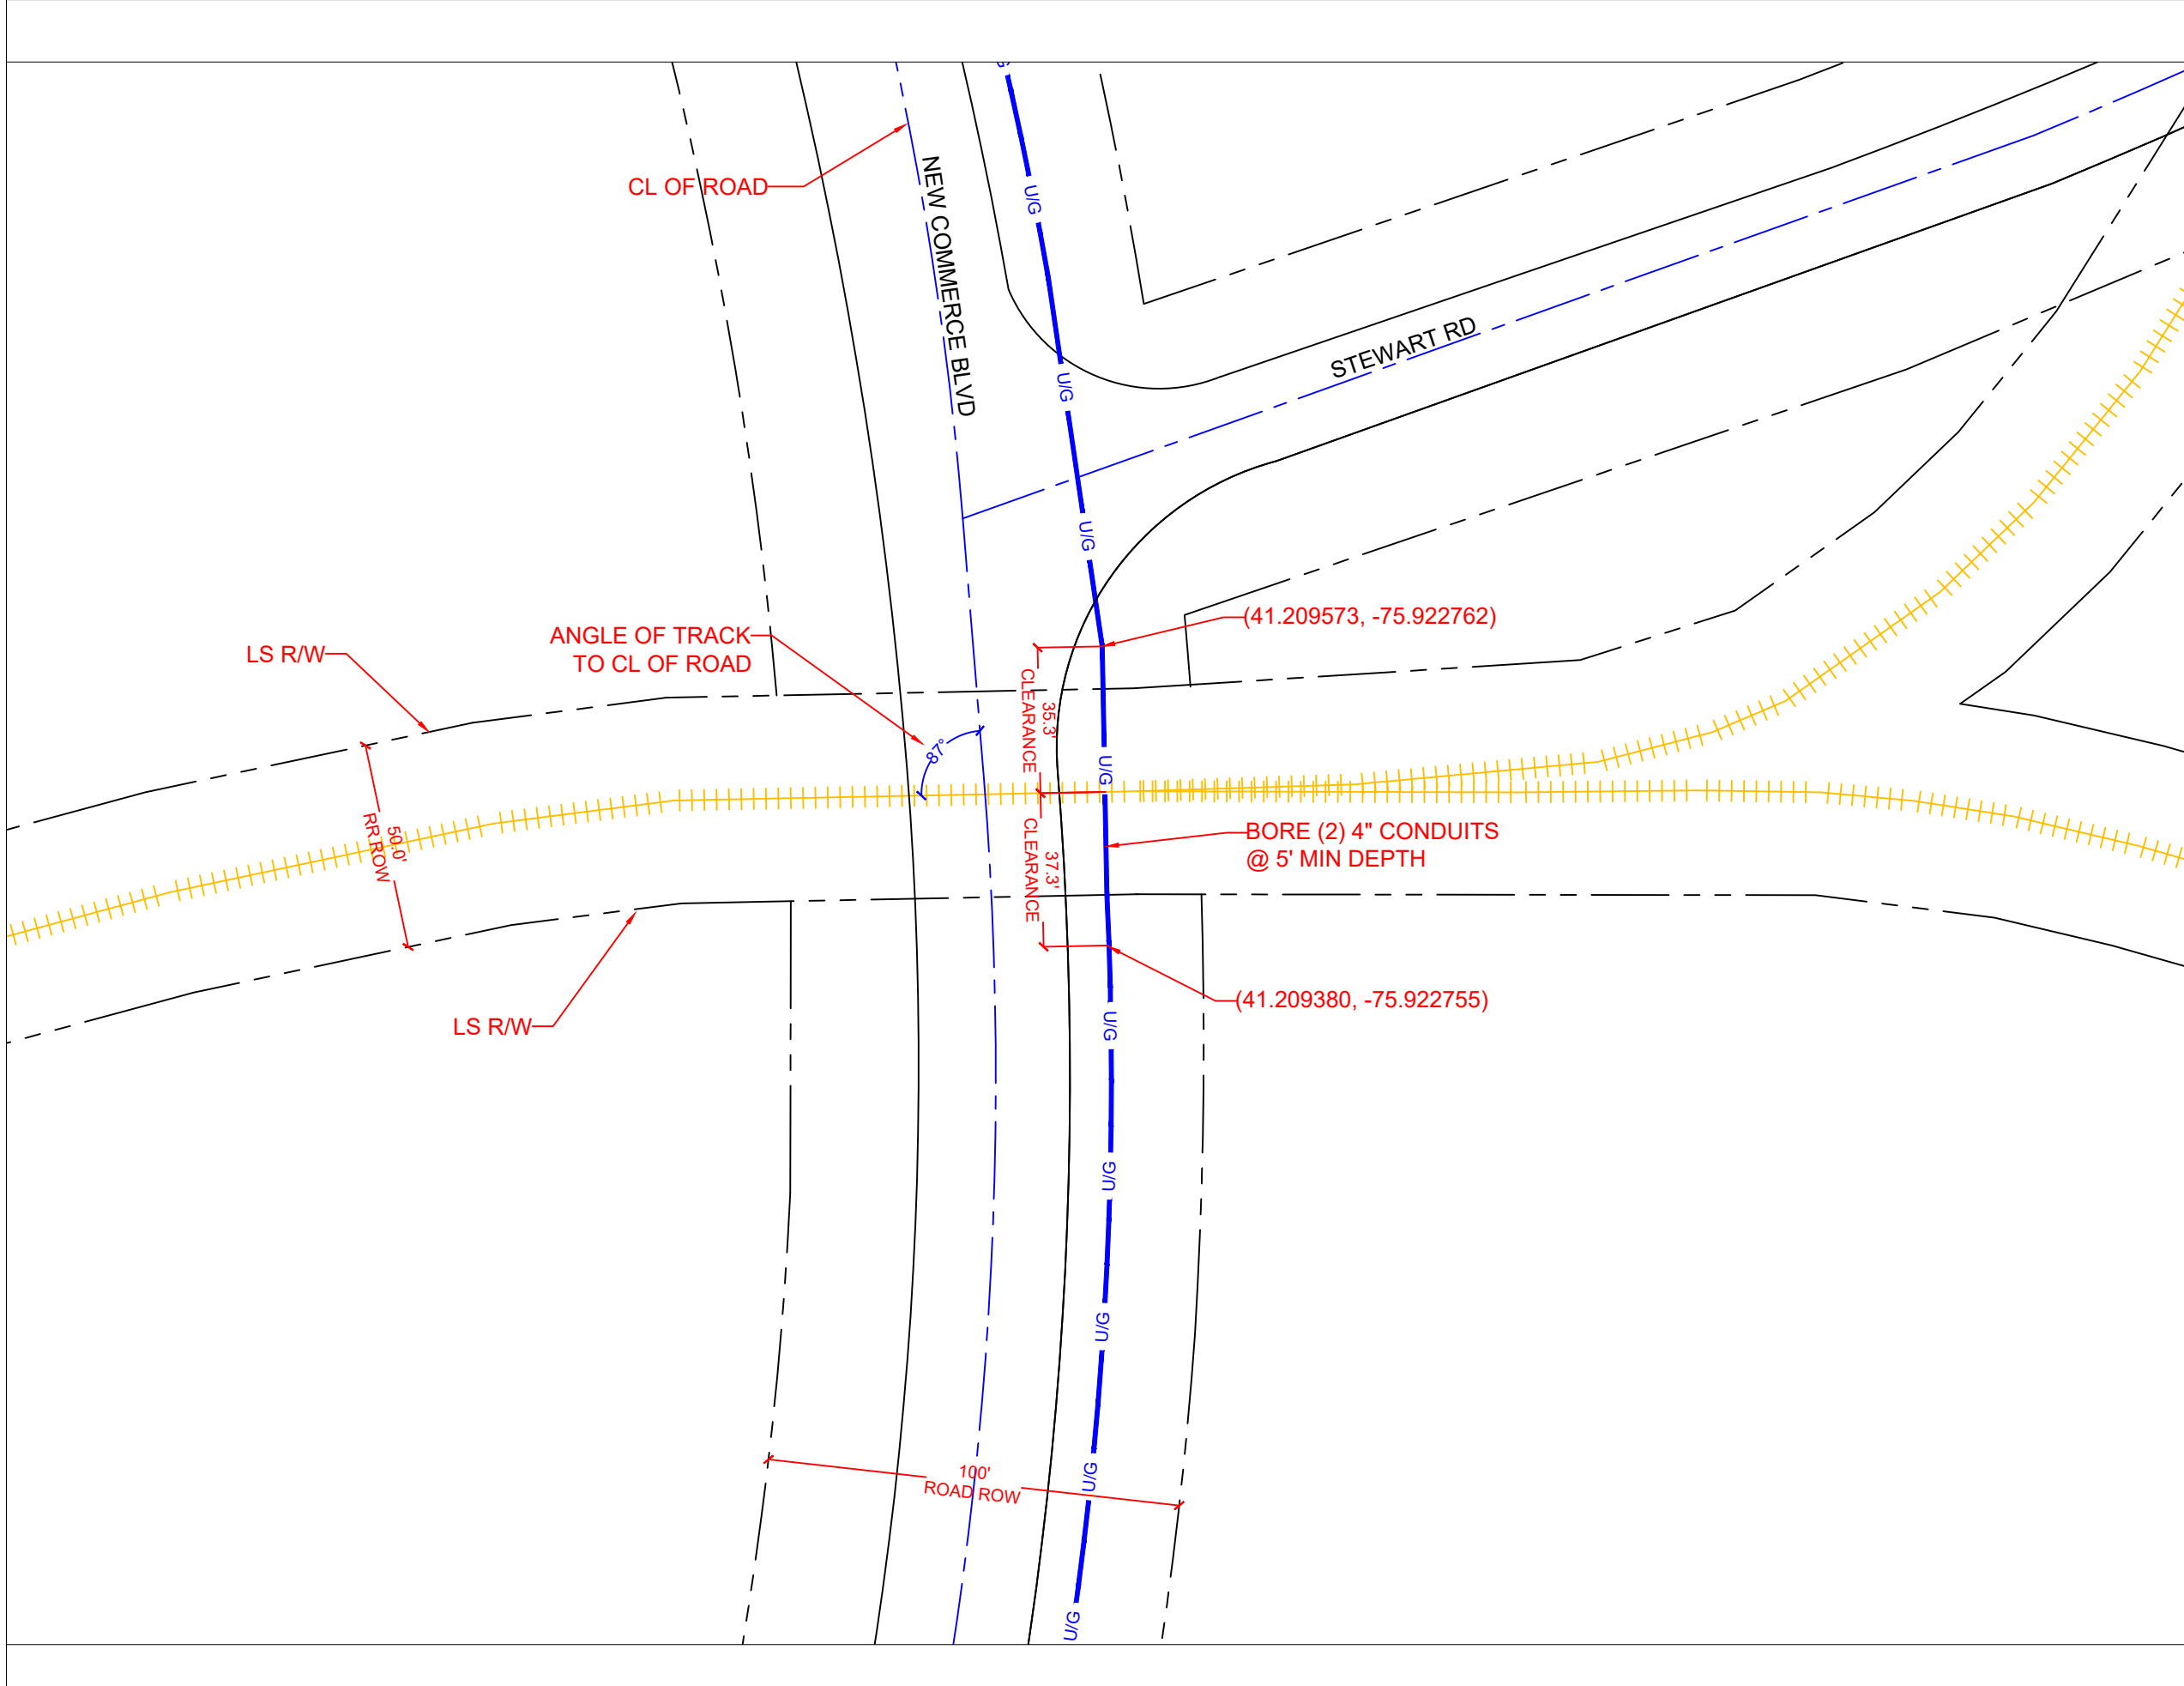 U/G
CL OF ROAD
NEW COMMERCE BLVD
U/G
STEWART RD
U/G
U/G
(41.209573, -75.922762)
ANGLE OF TRACK
TO CL OF ROAD
LS R/W
35.3'
CLEARANCE
87°
U/G
50.0'
RR ROW
BORE (2) 4" CONDUITS
@ 5' MIN DEPTH
37.3'
CLEARANCE
(41.209380, -75.922755)
LS R/W
U/G
U/G
U/G
100'
ROAD ROW
U/G
U/G